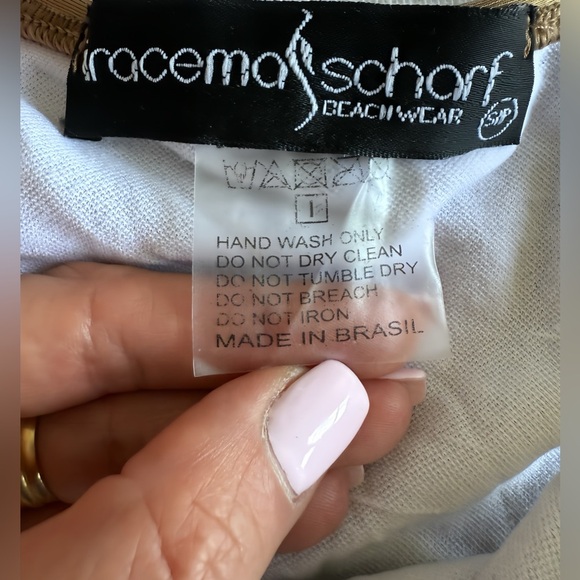 iracema scharf
BEACHWEAR
SHP
I
HAND WASH ONLY
DO NOT DRY CLEAN
DO NOT TUMBLE DRY
DO NOT BREACH
DO NOT IRON
MADE IN BRASIL